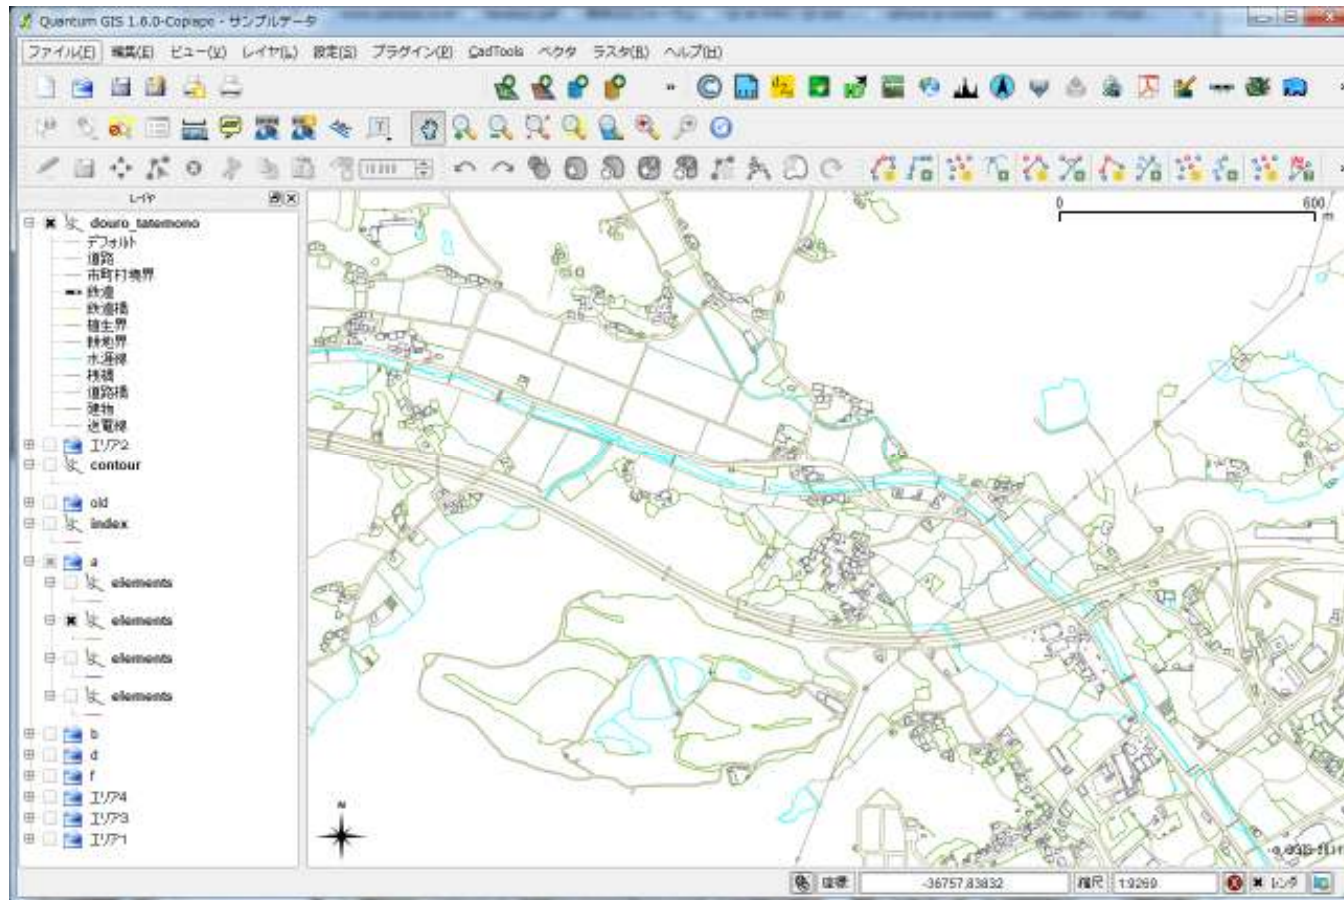 Quantum GIS 1.6.0-Copiapo - サンプルデータ
ファイル(F) 編集(E) ビュー(V) レイヤ(L) 設定(S) プラグイン(P) CadTools ベクタ ラスタ(R) ヘルプ(H)
レイヤ
douro_tatemono
デフォルト
道路
市町村境界
鉄道
鉄道橋
植生界
耕地界
水涯線
桟橋
道路橋
建物
送電線
エリア2
contour
old
index
a
elements
elements
elements
elements
b
d
f
エリア4
エリア3
エリア1
0 600
m
N
座標: -36757,83832 縮尺 1:9269 レンダ